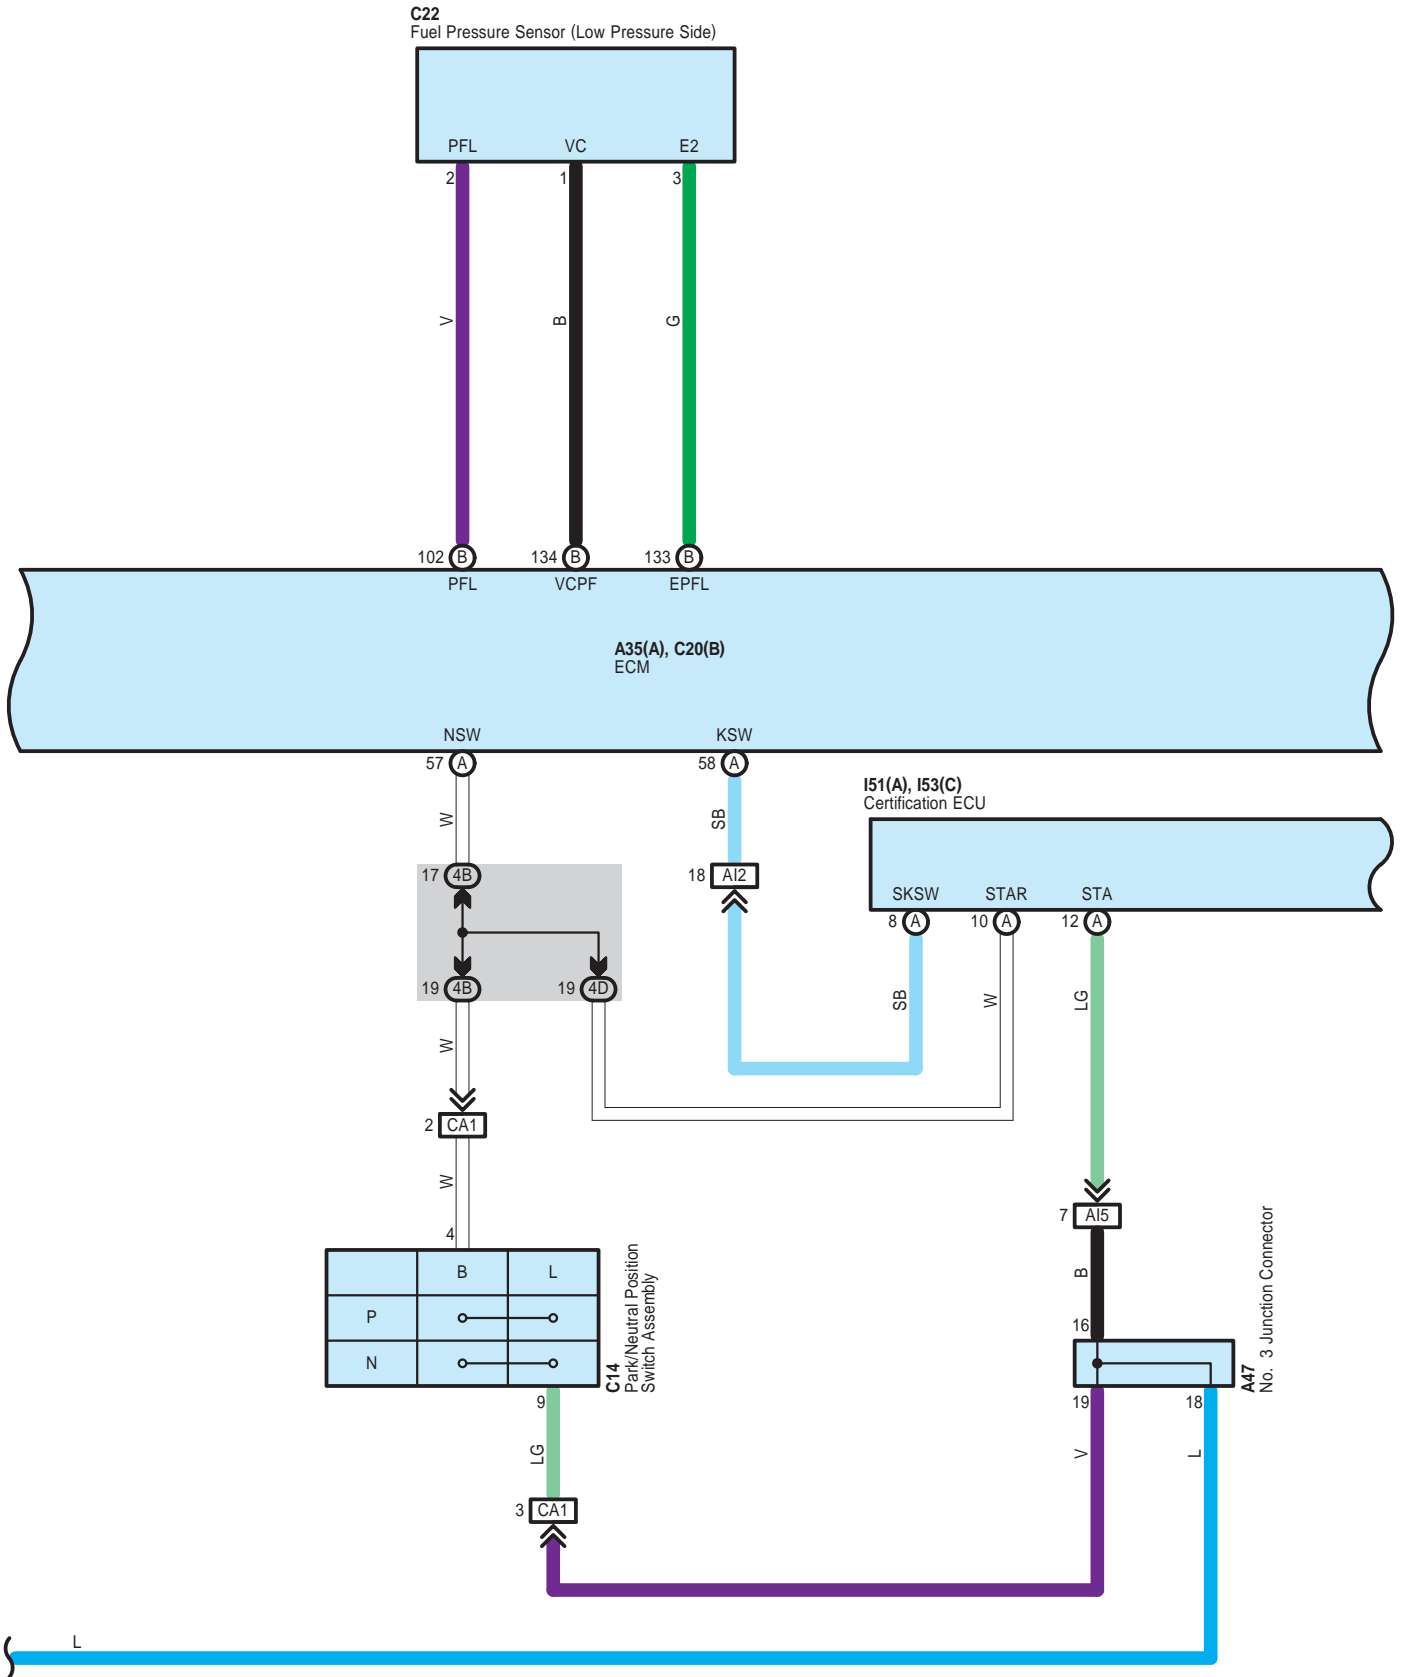 C22
Fuel Pressure Sensor (Low Pressure Side)
PFL VC E2
2 1 3
V B G
102 B 134 B 133 B
PFL VCPF EPFL
A35(A), C20(B)
ECM
NSW KSW
57 A 58 A
I51(A), I53(C)
Certification ECU
W SB
17 4B 18 AI2
SKSW STAR STA
8 A 10 A 12 A
19 4B 19 4D
SB W LG
W
2 CA1
W
4
7 AI5
B L
P
N
C14
Park/Neutral Position
Switch Assembly
B
16
A47
No. 3 Junction Connector
9
19 18
LG
V L
3 CA1
L